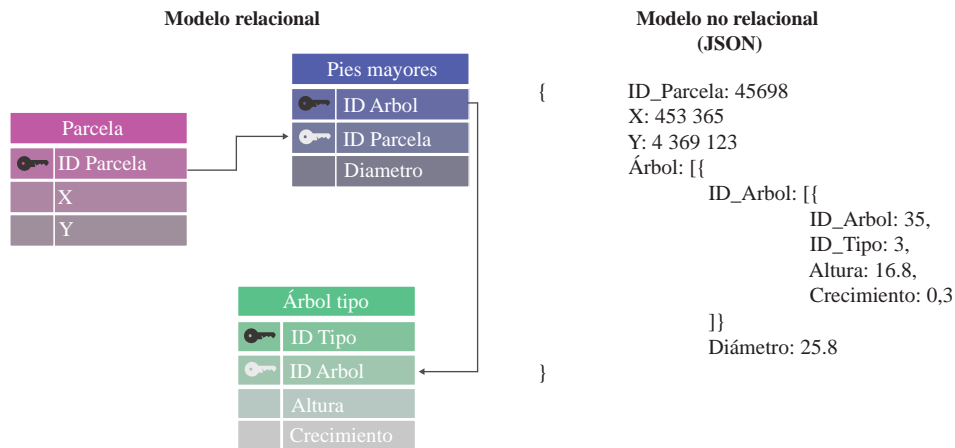 Modelo relacional
Pies mayores
ID Arbol
ID Parcela
Diametro
Parcela
ID Parcela
X
Y
Árbol tipo
ID Tipo
ID Arbol
Altura
Crecimiento
Modelo no relacional
(JSON)
{ ID_Parcela: 45698
X: 453 365
Y: 4 369 123
Árbol: [{
ID_Arbol: [{
ID_Arbol: 35,
ID_Tipo: 3,
Altura: 16.8,
Crecimiento: 0,3
]}
Diámetro: 25.8
}